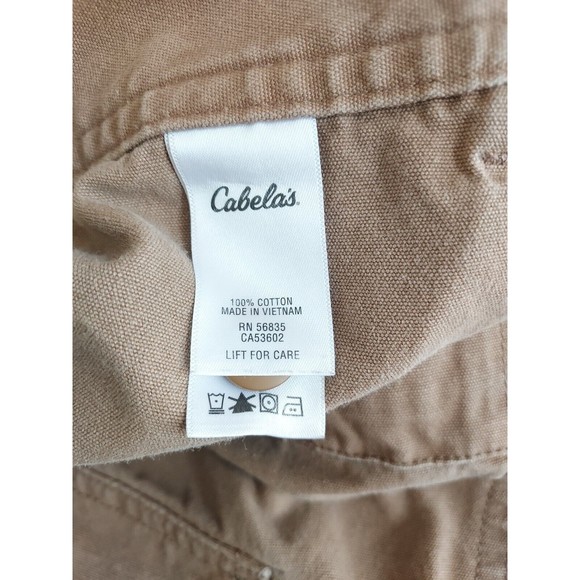 Cabela's®
100% COTTON
MADE IN VIETNAM
RN 56835
CA53602
LIFT FOR CARE